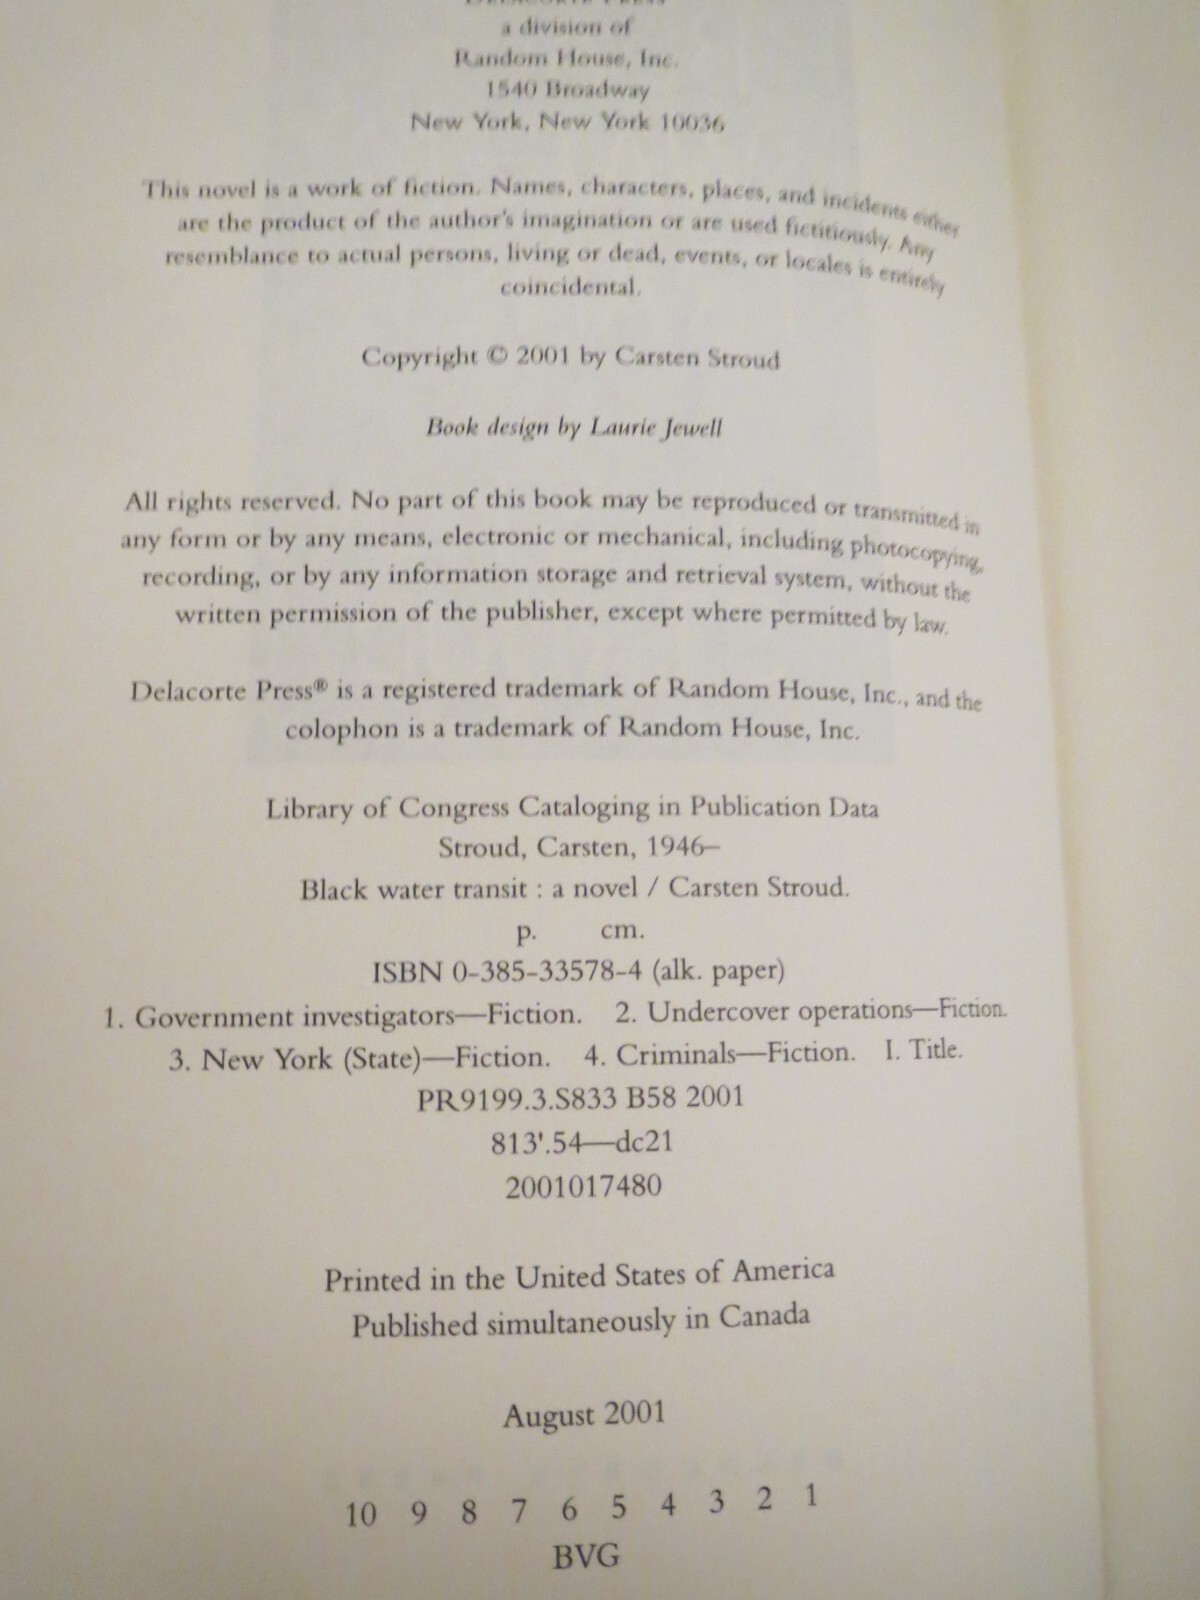 DELACORTE PRESS
a division of
Random House, Inc.
1540 Broadway
New York, New York 10036
This novel is a work of fiction. Names, characters, places, and incidents either
are the product of the author's imagination or are used fictitiously. Any
resemblance to actual persons, living or dead, events, or locales is entirely
coincidental.
Copyright © 2001 by Carsten Stroud
Book design by Laurie Jewell
All rights reserved. No part of this book may be reproduced or transmitted in
any form or by any means, electronic or mechanical, including photocopying,
recording, or by any information storage and retrieval system, without the
written permission of the publisher, except where permitted by law.
Delacorte Press® is a registered trademark of Random House, Inc., and the
colophon is a trademark of Random House, Inc.
Library of Congress Cataloging in Publication Data
Stroud, Carsten, 1946–
Black water transit : a novel / Carsten Stroud.
p. cm.
ISBN 0-385-33578-4 (alk. paper)
1. Government investigators—Fiction. 2. Undercover operations—Fiction.
3. New York (State)—Fiction. 4. Criminals—Fiction. I. Title.
PR9199.3.S833 B58 2001
813'.54—dc21
2001017480
Printed in the United States of America
Published simultaneously in Canada
August 2001
10 9 8 7 6 5 4 3 2 1
BVG